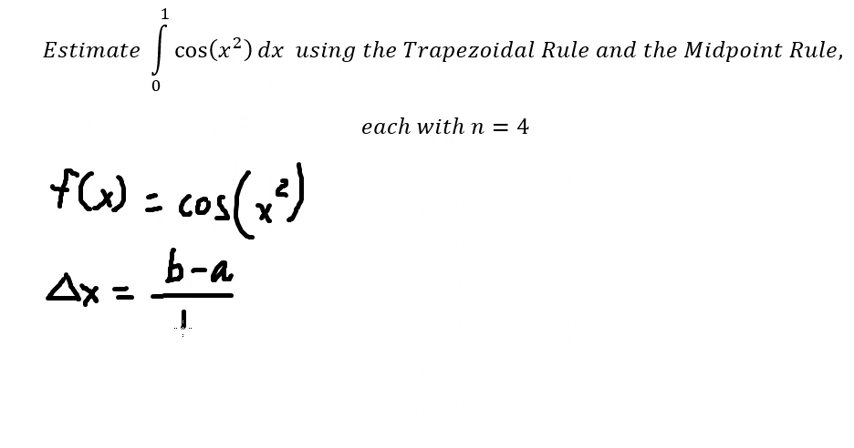 Estimate ∫₀¹ cos(x²) dx using the Trapezoidal Rule and the Midpoint Rule,
each with n = 4
f(x) = cos(x²)
Δx = b-a